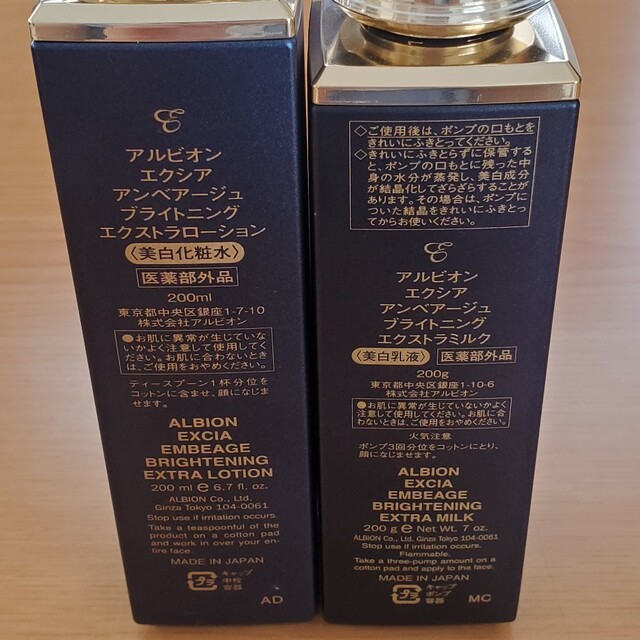 アルビオン
エクシア
アンベアージュ
ブライトニング
エクストラローション
〈美白化粧水〉
医薬部外品
200ml
東京都中央区銀座1-7-10
株式会社アルビオン
●お肌に異常が生じていな
いかよく注意して使用してく
ださい。お肌に合わないとき
は、ご使用をおやめください。
ティースプーン1杯分位を
コットンに含ませ、顔になじま
せます。
ALBION
EXCIA
EMBEAGE
BRIGHTENING
EXTRA LOTION
200 ml e 6.7 fl. oz.
ALBION Co., Ltd.
Ginza Tokyo 104-0061
Stop use if irritation occurs.
Take a teaspoonful of the
product on a cotton pad
and work in over your en-
tire face.
MADE IN JAPAN
プラ
キャップ
中栓
容器
AD
◇ご使用後は、ポンプの口もとを
きれいにふきとってください。
◇きれいにふきとらずに保管する
と、ポンプの口もとに残った中
身の水分が蒸発し、美白成分
が結晶化してざらざらすることが
あります。その場合は、ポンプに
ついた結晶をきれいにふきとっ
てからお使いください。
アルビオン
エクシア
アンベアージュ
ブライトニング
エクストラミルク
〈美白乳液〉 医薬部外品
200g
東京都中央区銀座1-10-6
株式会社アルビオン
●お肌に異常が生じていないかよく
注意して使用してください。お肌に合
わないときは、ご使用をおやめください。
火気注意
ポンプ3回分位をコットンにとり、
顔になじませます。
ALBION
EXCIA
EMBEAGE
BRIGHTENING
EXTRA MILK
200 g e Net Wt. 7 oz.
ALBION Co., Ltd. Ginza Tokyo 104-0061
Stop use if irritation occurs.
Flammable.
Take a three-pump amount on a
cotton pad and apply to the face.
MADE IN JAPAN
プラ
キャップ
ポンプ
容器
MC